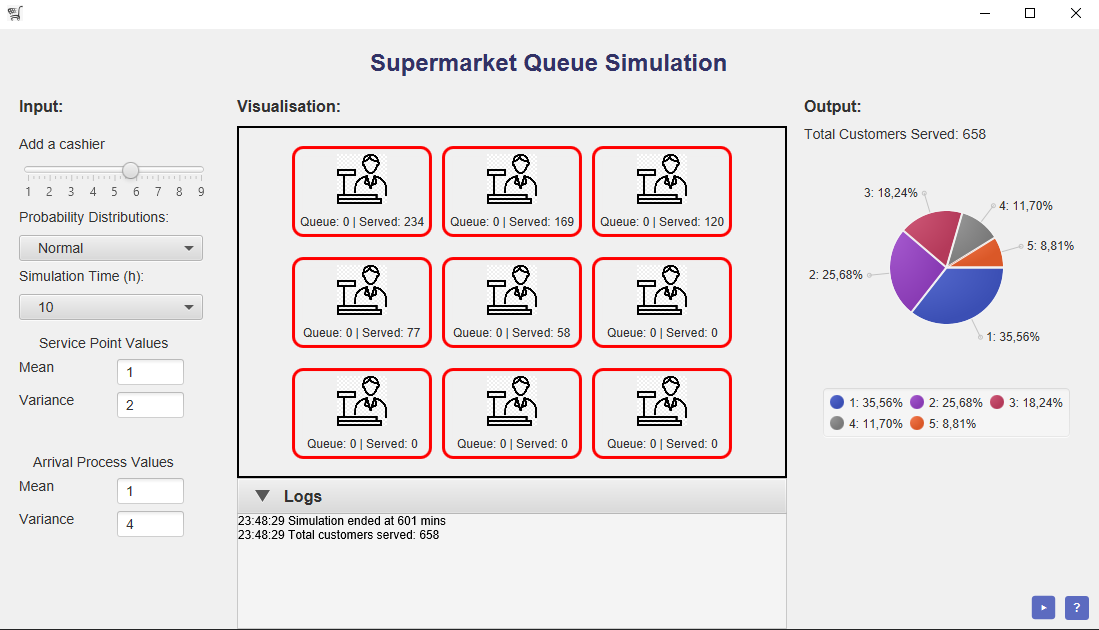 Supermarket Queue Simulation
Input:
Add a cashier
1 2 3 4 5 6 7 8 9
Probability Distributions:
Normal
Simulation Time (h):
10
Service Point Values
Mean 1
Variance 2
Arrival Process Values
Mean 1
Variance 4
Visualisation:
Queue: 0 | Served: 234
Queue: 0 | Served: 169
Queue: 0 | Served: 120
Queue: 0 | Served: 77
Queue: 0 | Served: 58
Queue: 0 | Served: 0
Queue: 0 | Served: 0
Queue: 0 | Served: 0
Queue: 0 | Served: 0
Logs
23:48:29 Simulation ended at 601 mins
23:48:29 Total customers served: 658
Output:
Total Customers Served: 658
3: 18,24%
4: 11,70%
5: 8,81%
2: 25,68%
1: 35,56%
1: 35,56% 2: 25,68% 3: 18,24%
4: 11,70% 5: 8,81%
?